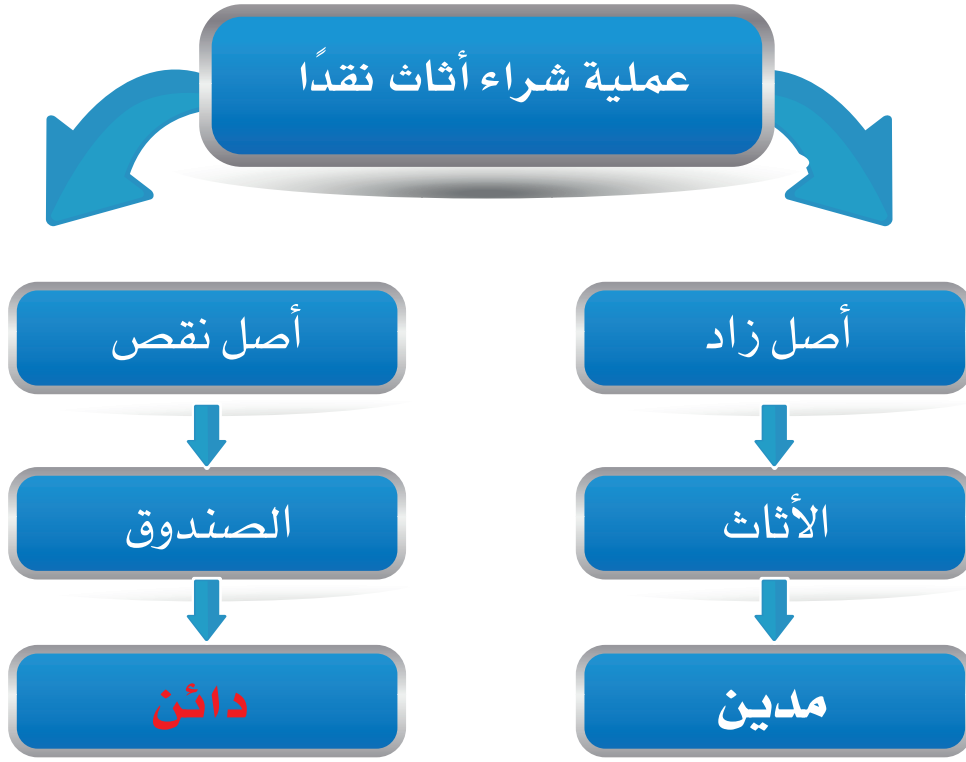 عملية شراء أثاث نقدًا
أصل زاد
أصل نقص
الأثاث
الصندوق
مدين
دائن